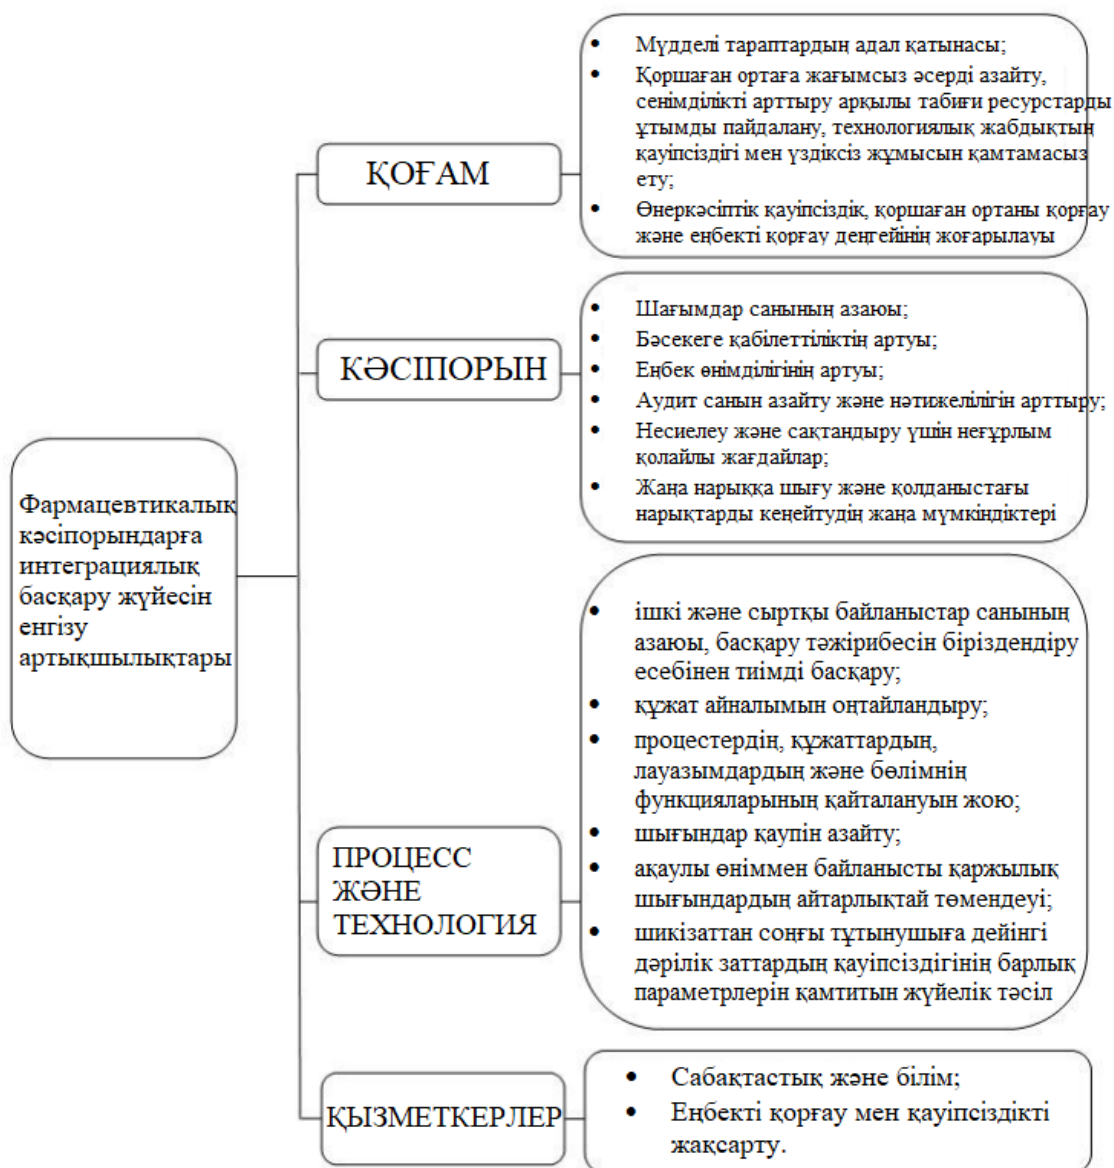 Фармацевтикалық
кәсіпорындарға
интеграциялық
басқару жүйесін
енгізу
артықшылықтары
ҚОҒАМ
• Мүдделі тараптардың адал қатынасы;
• Қоршаған ортаға жағымсыз әсерді азайту,
сенімділікті арттыру арқылы табиғи ресурстарды
ұтымды пайдалану, технологиялық жабдықтың
қауіпсіздігі мен үздіксіз жұмысын қамтамасыз
ету;
• Өнеркәсіптік қауіпсіздік, қоршаған ортаны қорғау
және еңбекті қорғау деңгейінің жоғарылауы
КӘСІПОРЫН
• Шағымдар санының азаюы;
• Бәсекеге қабілеттіліктің артуы;
• Еңбек өнімділігінің артуы;
• Аудит санын азайту және нәтижелілігін арттыру;
• Несиелеу және сақтандыру үшін неғұрлым
қолайлы жағдайлар;
• Жаңа нарыққа шығу және қолданыстағы
нарықтарды кеңейтудің жаңа мүмкіндіктері
ПРОЦЕСС
ЖӘНЕ
ТЕХНОЛОГИЯ
• ішкі және сыртқы байланыстар санының
азаюы, басқару тәжірибесін біріздендіру
есебінен тиімді басқару;
• құжат айналымын оңтайландыру;
• процестердің, құжаттардың,
лауазымдардың және бөлімнің
функцияларының қайталануын жою;
• шығындар қаупін азайту;
• ақаулы өніммен байланысты қаржылық
шығындардың айтарлықтай төмендеуі;
• шикізаттан соңғы тұтынушыға дейінгі
дәрілік заттардың қауіпсіздігінің барлық
параметрлерін қамтитын жүйелік тәсіл
ҚЫЗМЕТКЕРЛЕР
• Сабақтастық және білім;
• Еңбекті қорғау мен қауіпсіздікті
жақсарту.